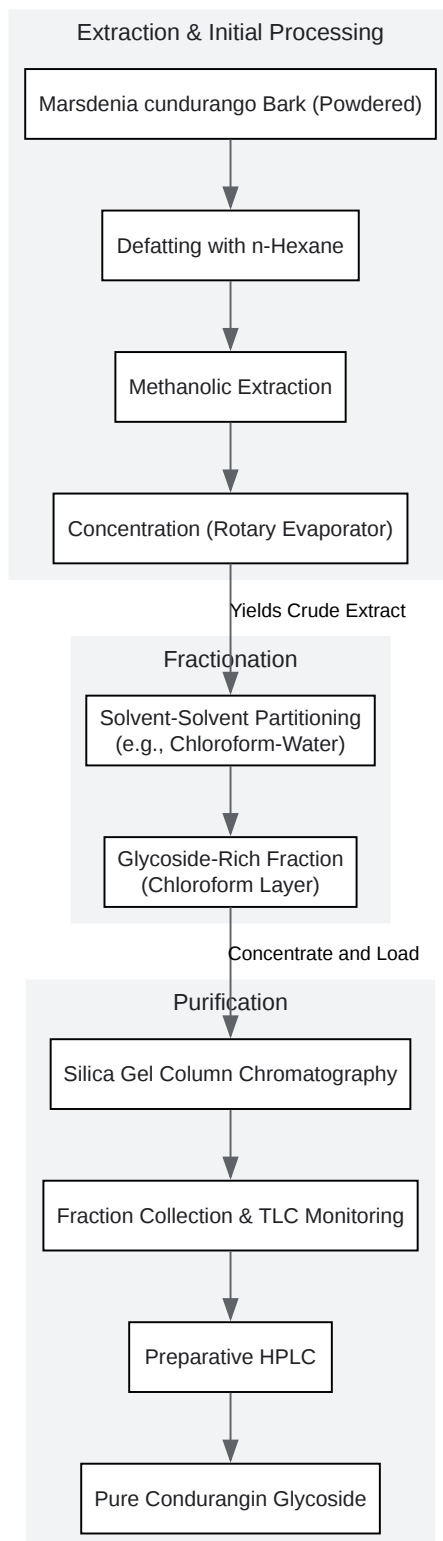 Extraction & Initial Processing
Marsdenia cundurango Bark (Powdered)
Defatting with n-Hexane
Methanolic Extraction
Concentration (Rotary Evaporator)
Yields Crude Extract
Fractionation
Solvent-Solvent Partitioning
(e.g., Chloroform-Water)
Glycoside-Rich Fraction
(Chloroform Layer)
Concentrate and Load
Purification
Silica Gel Column Chromatography
Fraction Collection & TLC Monitoring
Preparative HPLC
Pure Condurangin Glycoside